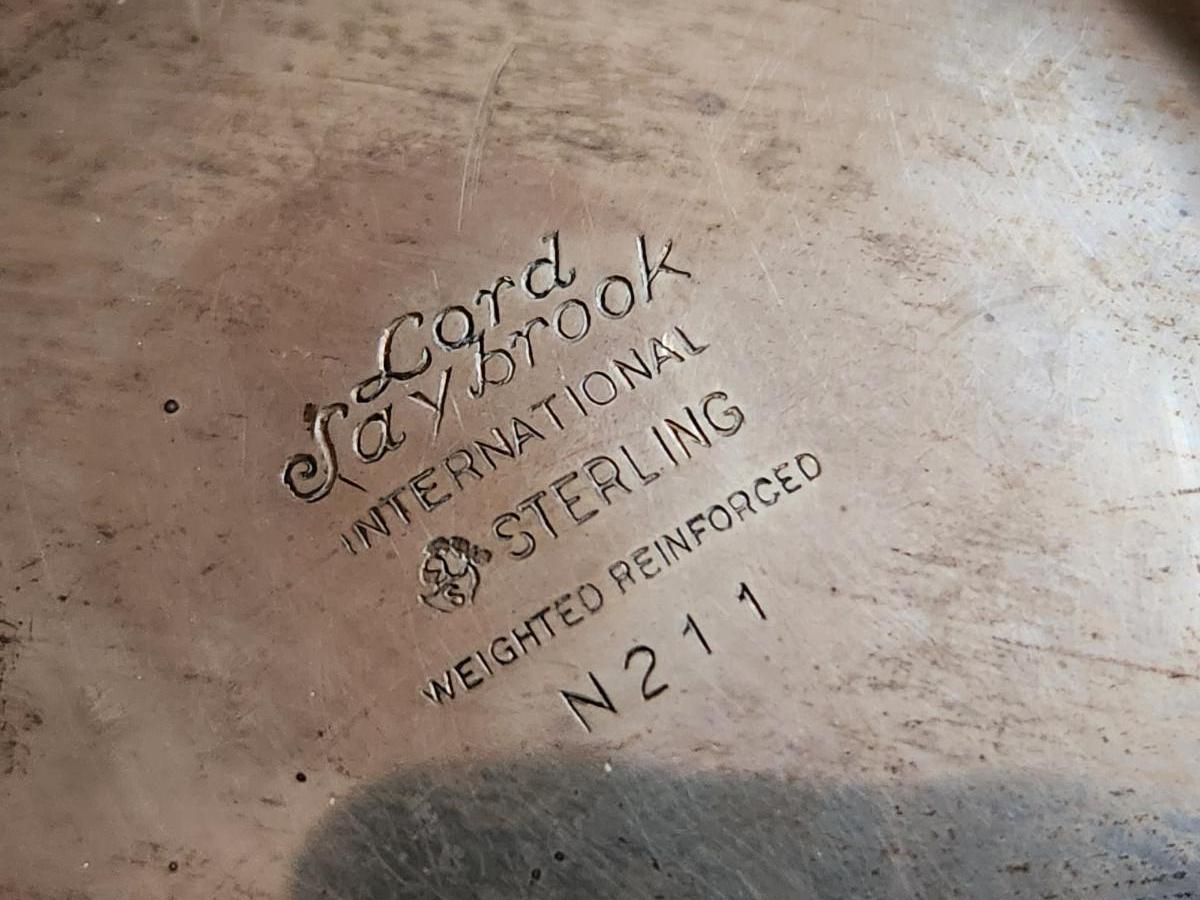 Lord
Saybrook
INTERNATIONAL
S STERLING
WEIGHTED REINFORCED
N211